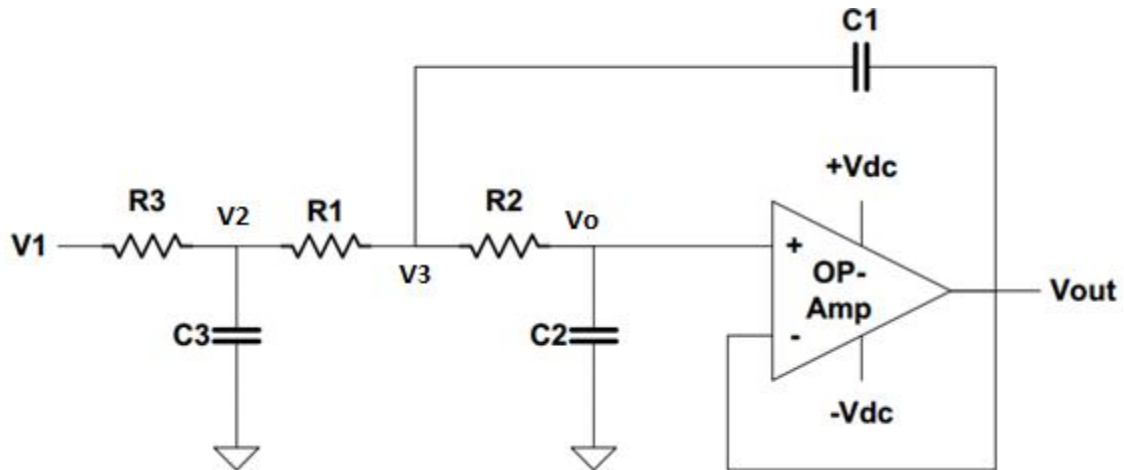 C1
+Vdc
R3
V2
R1
R2
Vo
V1
V3
+
OP-
Amp
-
Vout
C3
C2
-Vdc